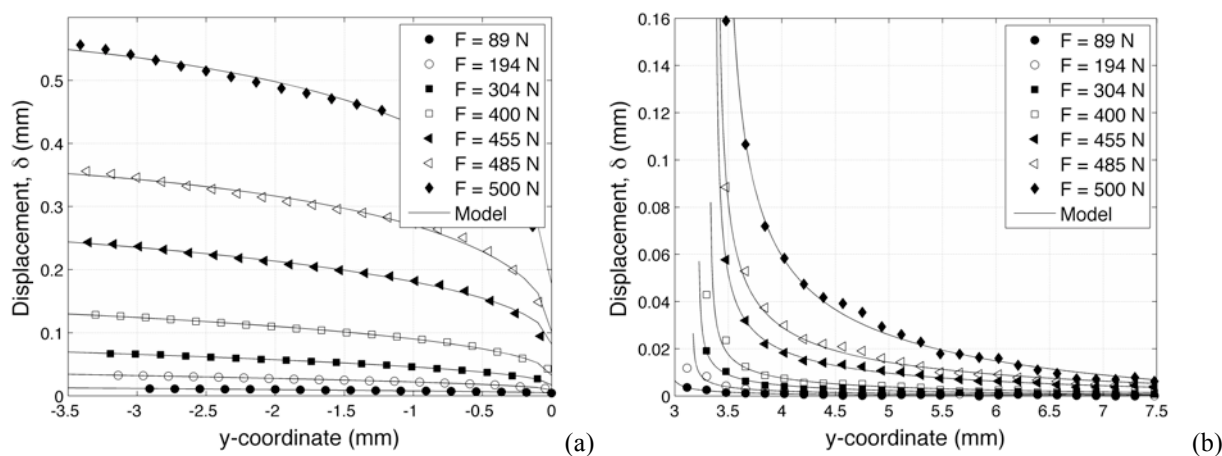 Displacement, δ (mm)
0.5
0.4
0.3
0.2
0.1
0
-3.5
-3
-2.5
-2
-1.5
-1
-0.5
0
y-coordinate (mm)
F = 89 N
F = 194 N
F = 304 N
F = 400 N
F = 455 N
F = 485 N
F = 500 N
Model
(a)
Displacement, δ (mm)
0.16
0.14
0.12
0.1
0.08
0.06
0.04
0.02
0
3
3.5
4
4.5
5
5.5
6
6.5
7
7.5
y-coordinate (mm)
F = 89 N
F = 194 N
F = 304 N
F = 400 N
F = 455 N
F = 485 N
F = 500 N
Model
(b)